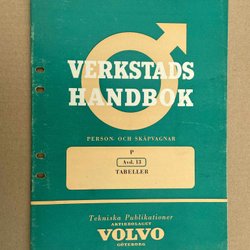 VERKSTADS
HANDBOK
PERSON- OCH SKÅPVAGNAR
P
Avd. 13
TABELLER
Tekniska Publikationer
AKTIEBOLAGET
VOLVO
GÖTEBORG